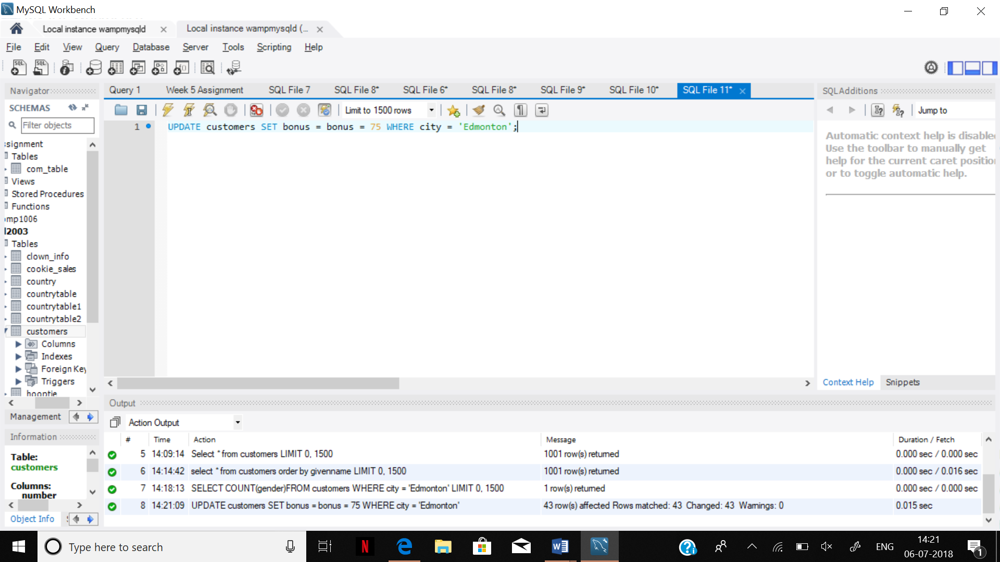 MySQL Workbench
Local instance wampmysqld
Local instance wampmysqld (...
File Edit View Query Database Server Tools Scripting Help
Navigator
SCHEMAS
Filter objects
ssignment
Tables
com_table
Views
Stored Procedures
Functions
omp1006
d2003
Tables
clown_info
cookie_sales
country
countrytable
countrytable1
countrytable2
customers
Columns
Indexes
Foreign Key
Triggers
hooptie
Management
Information
Table:
customers
Columns:
number
Object Info
Query 1 Week 5 Assignment SQL File 7 SQL File 8* SQL File 6* SQL File 8* SQL File 9* SQL File 10* SQL File 11*
Limit to 1500 rows
1 UPDATE customers SET bonus = bonus = 75 WHERE city = 'Edmonton';
SQLAdditions
Jump to
Automatic context help is disabled
Use the toolbar to manually get
help for the current caret position
or to toggle automatic help.
Context Help Snippets
Output
Action Output
# Time Action Message Duration / Fetch
5 14:09:14 Select * from customers LIMIT 0, 1500 1001 row(s) returned 0.000 sec / 0.000 sec
6 14:14:42 select * from customers order by givenname LIMIT 0, 1500 1001 row(s) returned 0.000 sec / 0.016 sec
7 14:18:13 SELECT COUNT(gender)FROM customers WHERE city = 'Edmonton' LIMIT 0, 1500 1 row(s) returned 0.000 sec / 0.000 sec
8 14:21:09 UPDATE customers SET bonus = bonus = 75 WHERE city = 'Edmonton' 43 row(s) affected Rows matched: 43 Changed: 43 Warnings: 0 0.015 sec
Type here to search
ENG
14:21
06-07-2018
1